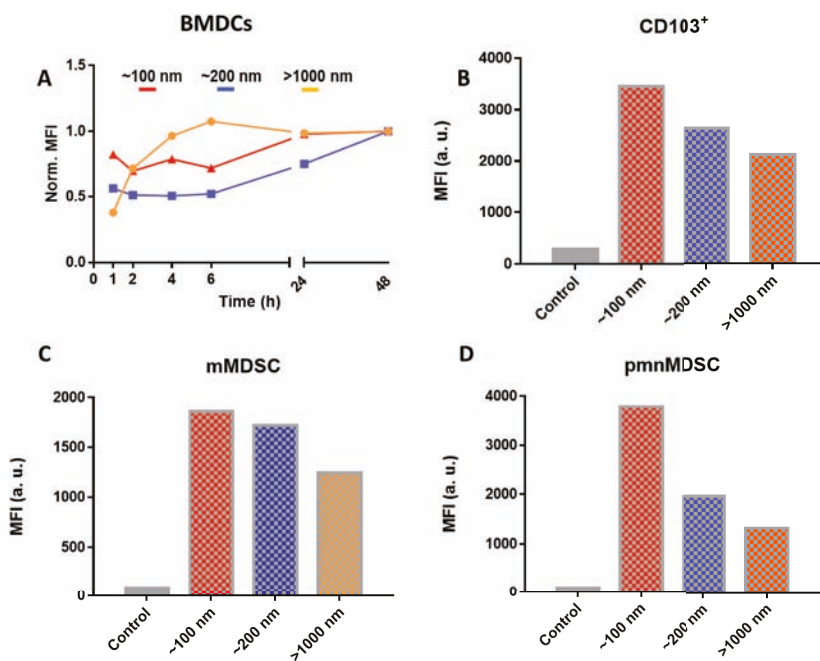 BMDCs
A
~100 nm
~200 nm
>1000 nm
Norm. MFI
1.5
1.0
0.5
0.0
0 1 2 4 6 24 48
Time (h)
CD103+
B
MFI (a. u.)
4000
3000
2000
1000
0
Control
~100 nm
~200 nm
>1000 nm
C
mMDSC
MFI (a. u.)
2000
1500
1000
500
0
Control
~100 nm
~200 nm
>1000 nm
D
pmnMDSC
MFI (a. u.)
4000
3000
2000
1000
0
Control
~100 nm
~200 nm
>1000 nm